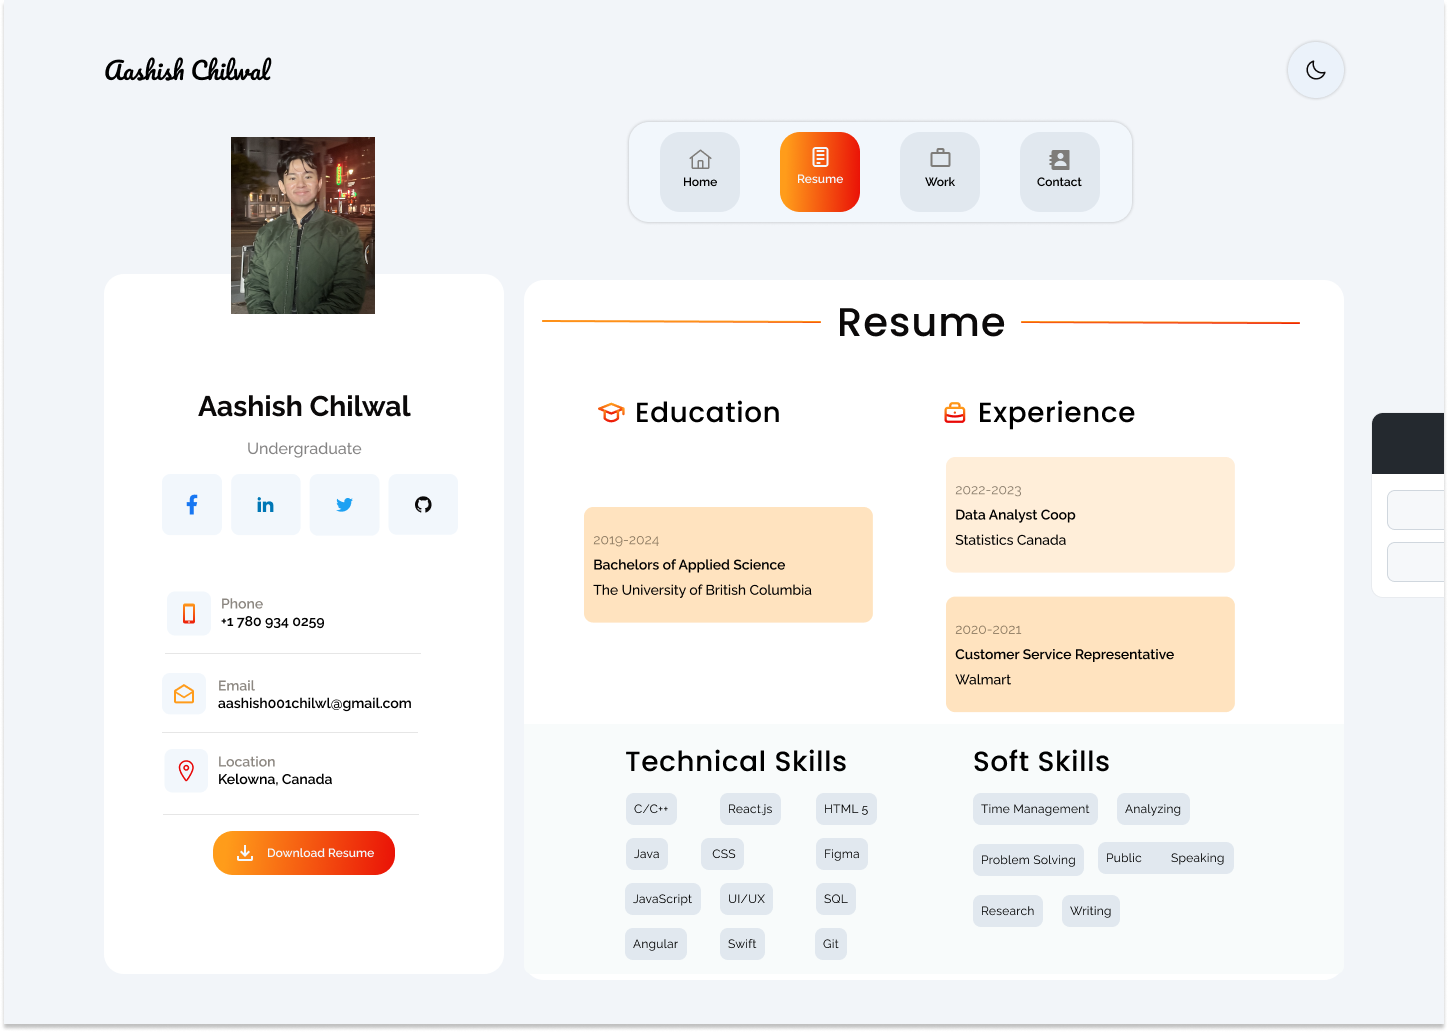 Aashish Chilwal
Home
Resume
Work
Contact
Aashish Chilwal
Undergraduate
Phone
+1 780 934 0259
Email
aashish001chilwl@gmail.com
Location
Kelowna, Canada
Download Resume
Resume
Education
2019-2024
Bachelors of Applied Science
The University of British Columbia
Experience
2022-2023
Data Analyst Coop
Statistics Canada
2020-2021
Customer Service Representative
Walmart
Technical Skills
C/C++ React.js HTML 5
Java CSS Figma
JavaScript UI/UX SQL
Angular Swift Git
Soft Skills
Time Management Analyzing
Problem Solving Public Speaking
Research Writing